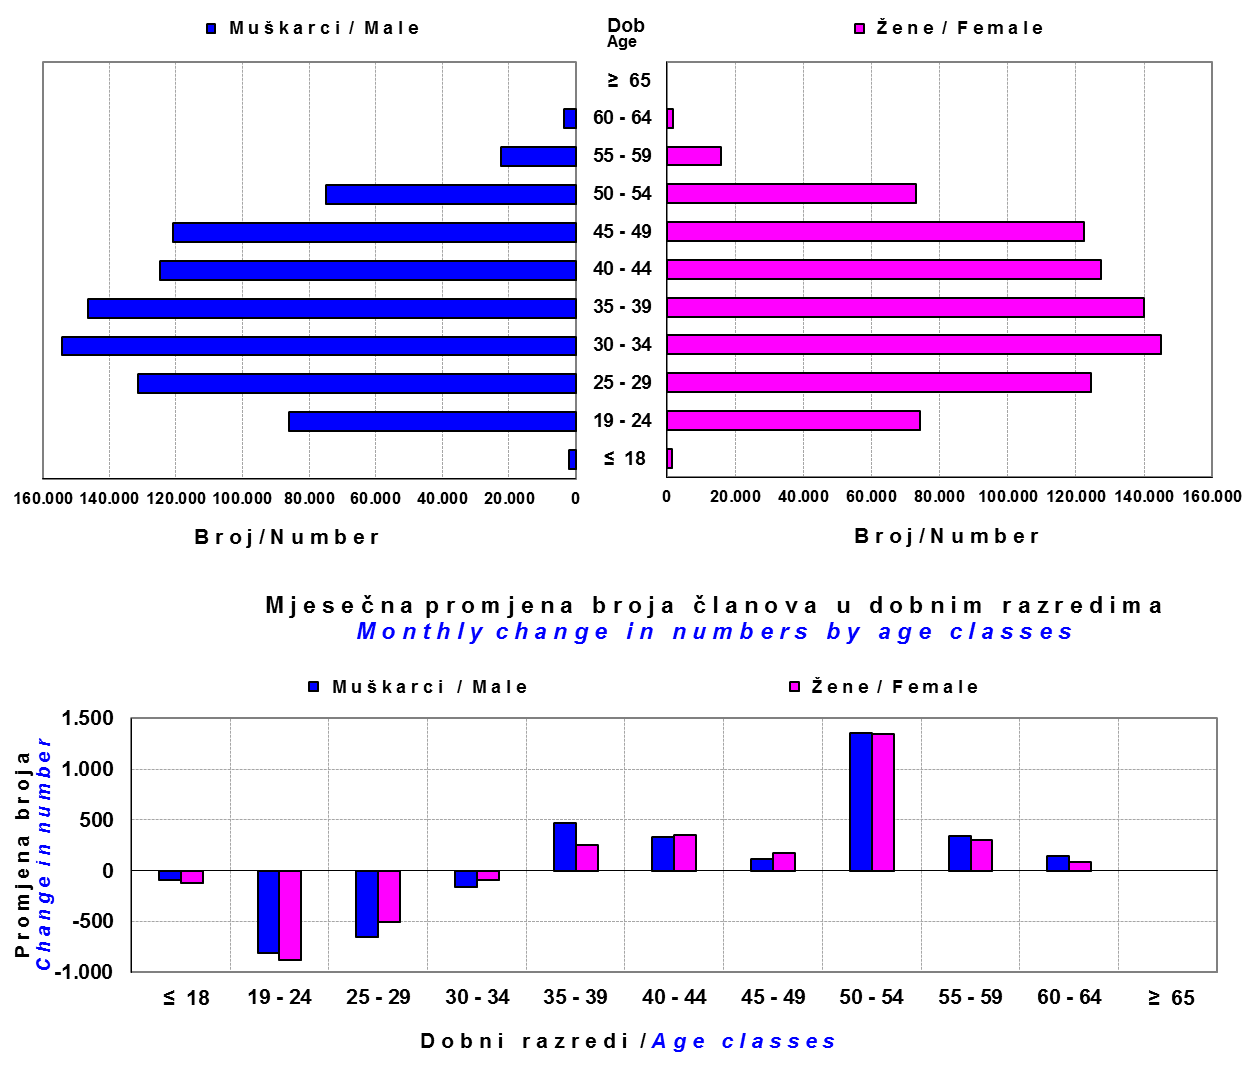 Muškarci / Male
Dob
Age
Žene / Female
≥ 65
60 - 64
55 - 59
50 - 54
45 - 49
40 - 44
35 - 39
30 - 34
25 - 29
19 - 24
≤ 18
160.000 140.000 120.000 100.000 80.000 60.000 40.000 20.000 0
0 20.000 40.000 60.000 80.000 100.000 120.000 140.000 160.000
Broj/Number
Broj/Number
Mjesečna promjena broja članova u dobnim razredima
Monthly change in numbers by age classes
Muškarci / Male
Žene / Female
Promjena broja
Change in number
1.500
1.000
500
0
-500
-1.000
≤ 18 19 - 24 25 - 29 30 - 34 35 - 39 40 - 44 45 - 49 50 - 54 55 - 59 60 - 64 ≥ 65
Dobni razredi / Age classes